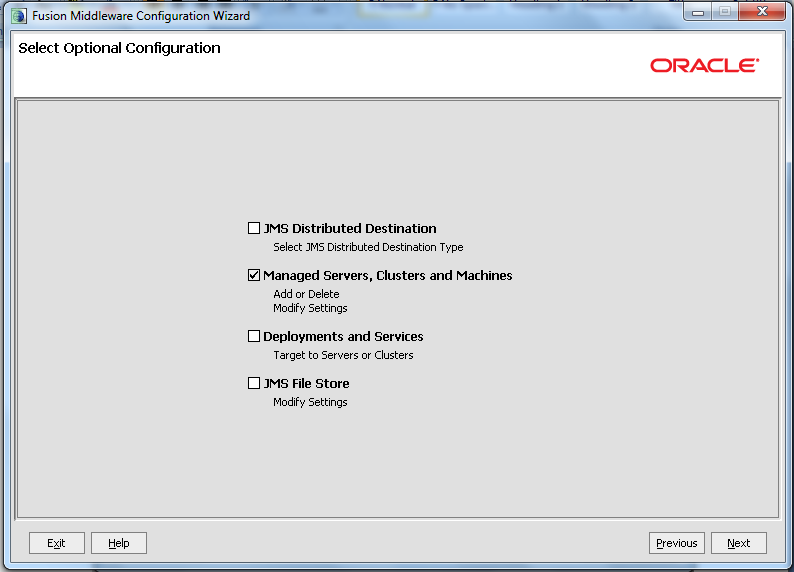 Fusion Middleware Configuration Wizard
Select Optional Configuration
ORACLE
JMS Distributed Destination
Select JMS Distributed Destination Type
Managed Servers, Clusters and Machines
Add or Delete
Modify Settings
Deployments and Services
Target to Servers or Clusters
JMS File Store
Modify Settings
Exit Help Previous Next